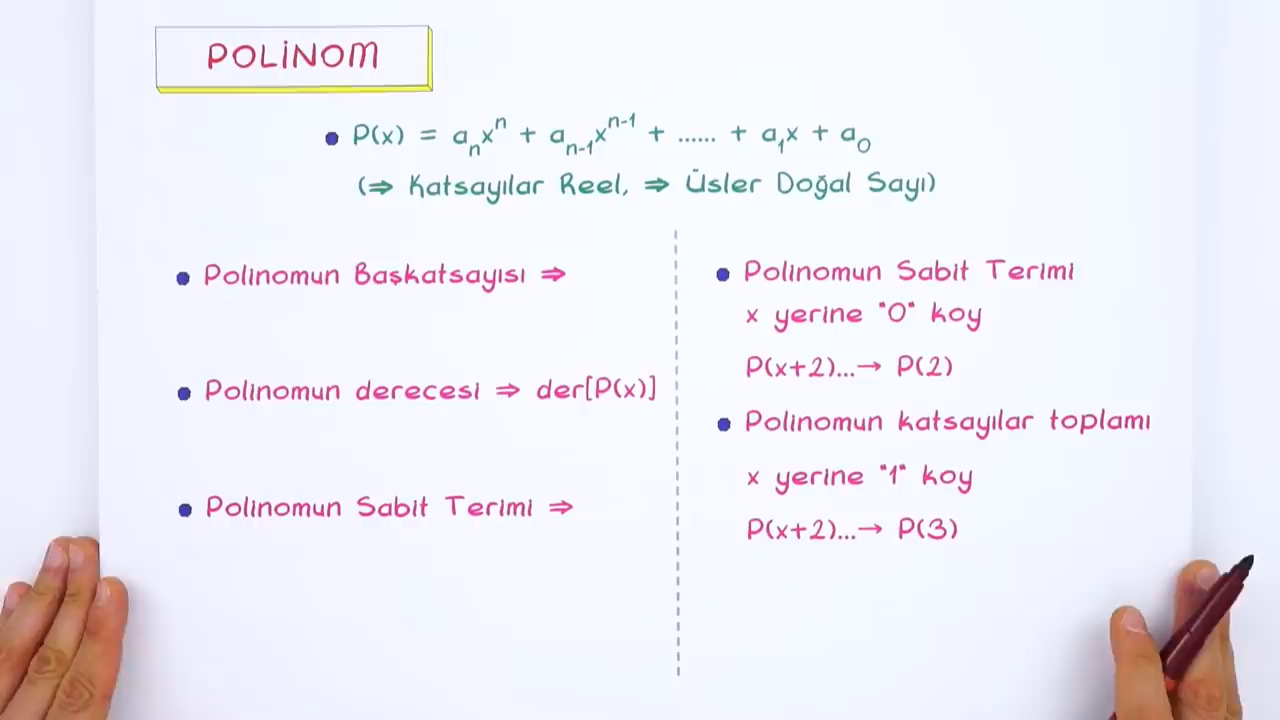 POLİNOM
• P(x) = aₙxⁿ + aₙ₋₁xⁿ⁻¹ + ...... + a₁x + a₀
(⇒ Katsayılar Reel, ⇒ Üsler Doğal Sayı)
• Polinomun Başkatsayısı ⇒
• Polinomun derecesi ⇒ der[P(x)]
• Polinomun Sabit Terimi ⇒
• Polinomun Sabit Terimi
x yerine "0" koy
P(x+2)...→ P(2)
• Polinomun katsayılar toplamı
x yerine "1" koy
P(x+2)...→ P(3)